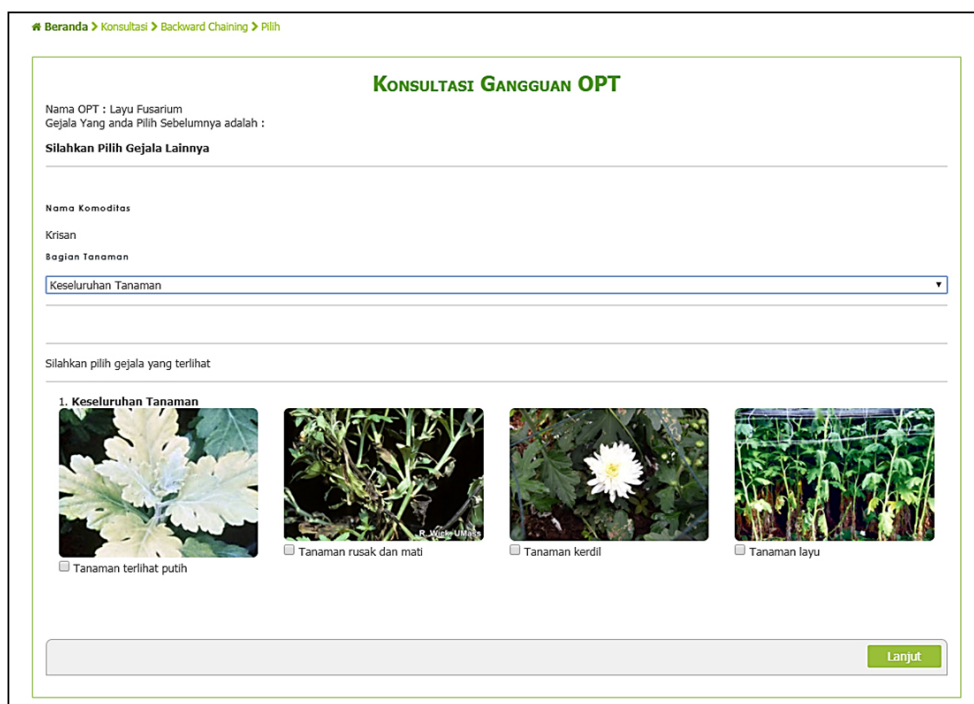 Beranda > Konsultasi > Backward Chaining > Pilih
Konsultasi Gangguan OPT
Nama OPT : Layu Fusarium
Gejala Yang anda Pilih Sebelumnya adalah :
Silahkan Pilih Gejala Lainnya
Nama Komoditas
Krisan
Bagian Tanaman
Keseluruhan Tanaman
Silahkan pilih gejala yang terlihat
1. Keseluruhan Tanaman
R. Wick, UMass
Tanaman terlihat putih
Tanaman rusak dan mati
Tanaman kerdil
Tanaman layu
Lanjut